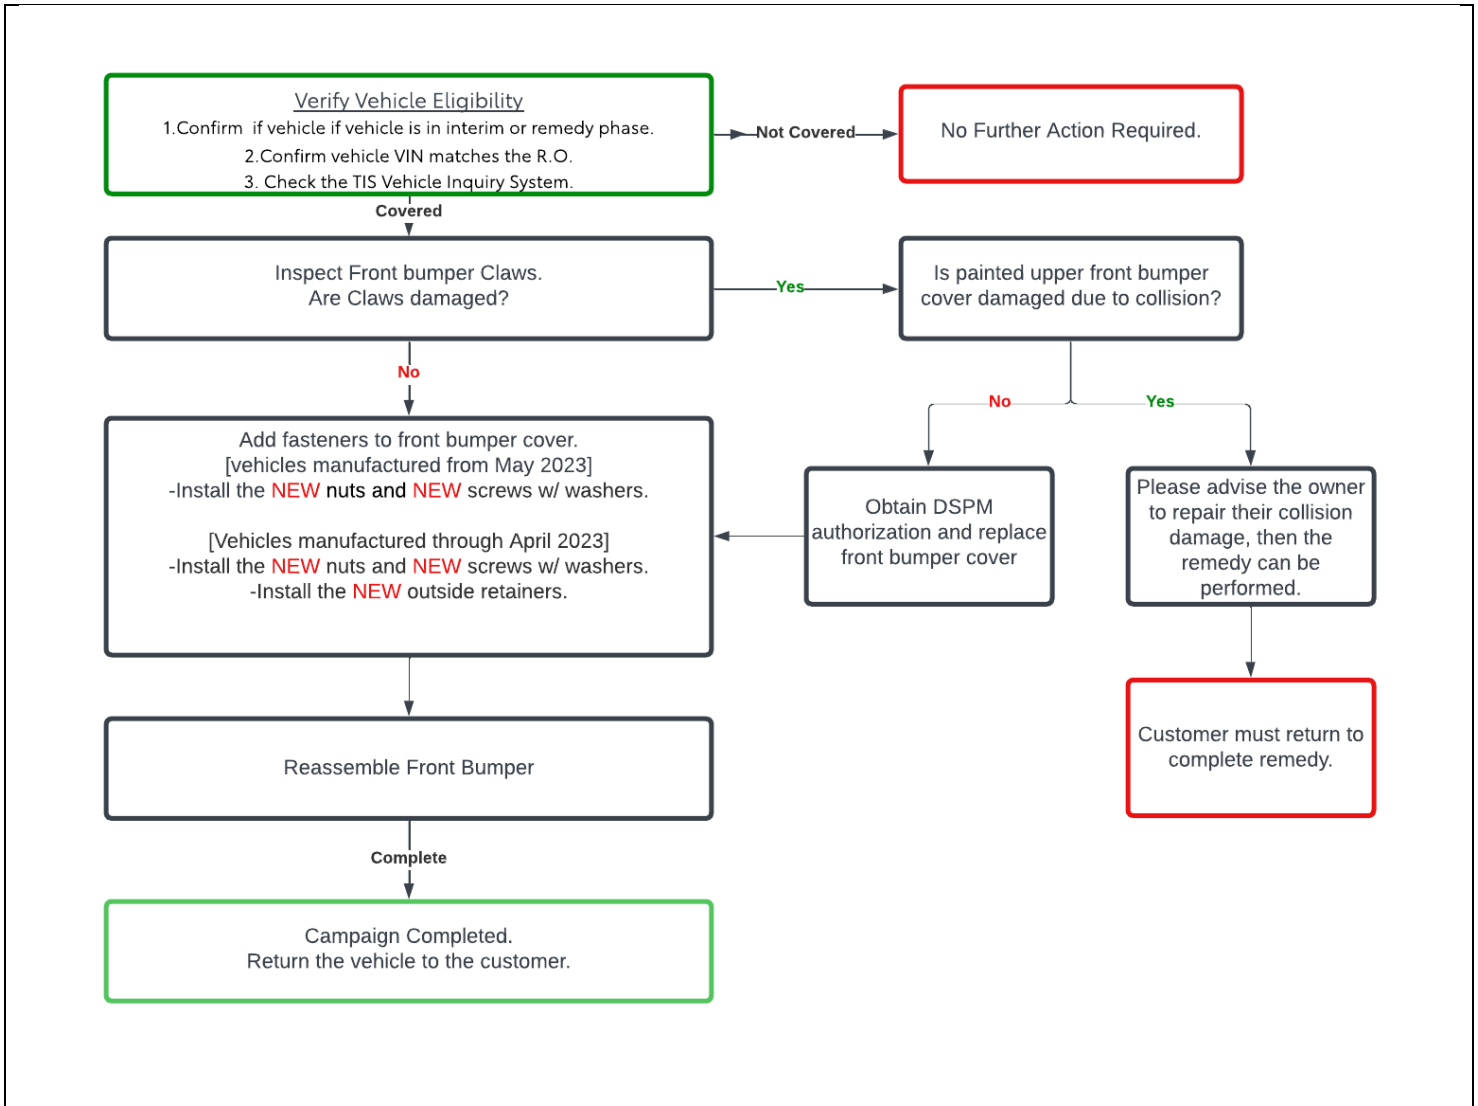 Verify Vehicle Eligibility
1.Confirm  if vehicle if vehicle is in interim or remedy phase.
2.Confirm vehicle VIN matches the R.O.
3. Check the TIS Vehicle Inquiry System.
Not Covered
No Further Action Required.
Covered
Inspect Front bumper Claws.
Are Claws damaged?
Yes
Is painted upper front bumper
cover damaged due to collision?
No
No
Yes
Add fasteners to front bumper cover.
[vehicles manufactured from May 2023]
-Install the NEW nuts and NEW screws w/ washers.
[Vehicles manufactured through April 2023]
-Install the NEW nuts and NEW screws w/ washers.
-Install the NEW outside retainers.
Obtain DSPM
authorization and replace
front bumper cover
Please advise the owner
to repair their collision
damage, then the
remedy can be
performed.
Reassemble Front Bumper
Customer must return to
complete remedy.
Complete
Campaign Completed.
Return the vehicle to the customer.